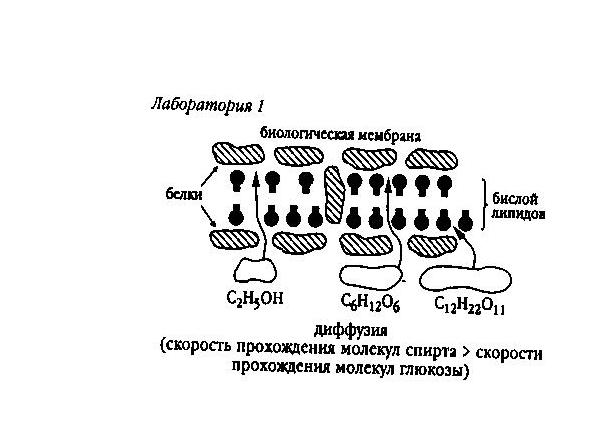 Лаборатория 1
биологическая мембрана
белки
бислой
липидов
C₂H₅OH
C₆H₁₂O₆
C₁₂H₂₂O₁₁
диффузия
(скорость прохождения молекул спирта > скорости
прохождения молекул глюкозы)